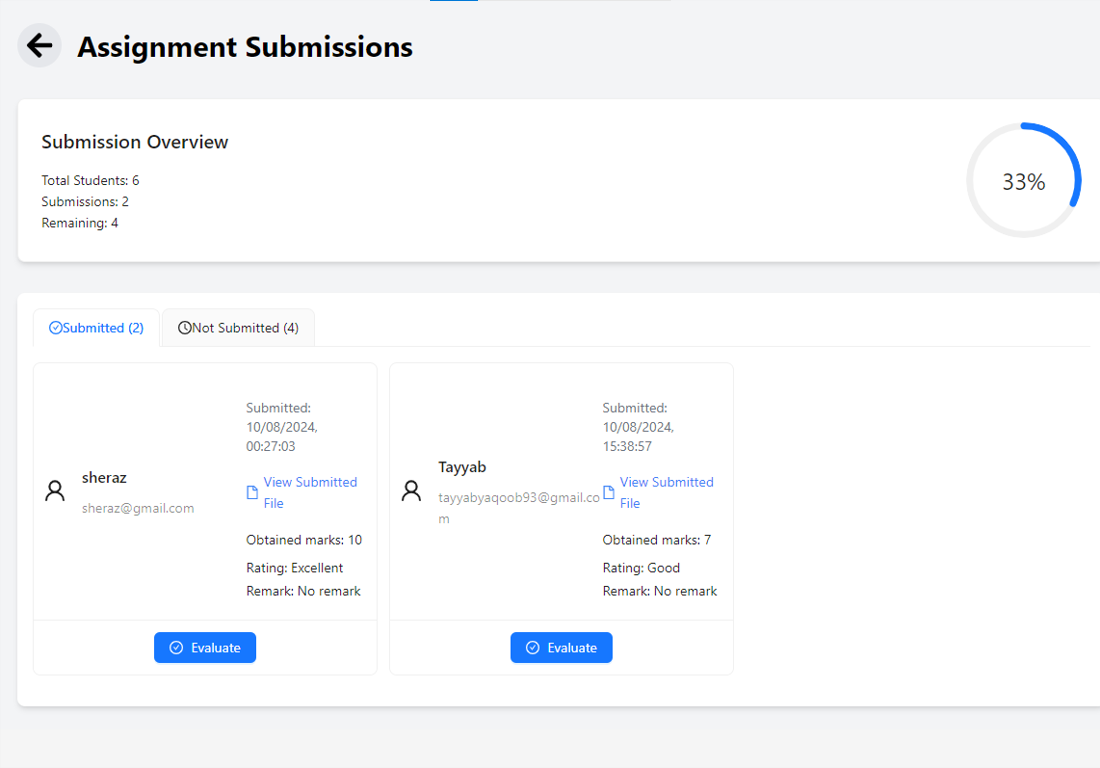 Assignment Submissions
Submission Overview
Total Students: 6
Submissions: 2
Remaining: 4
33%
Submitted (2)
Not Submitted (4)
sheraz
sheraz@gmail.com
Submitted:
10/08/2024,
00:27:03
View Submitted
File
Obtained marks: 10
Rating: Excellent
Remark: No remark
Evaluate
Tayyab
tayyabyaqoob93@gmail.co
m
Submitted:
10/08/2024,
15:38:57
View Submitted
File
Obtained marks: 7
Rating: Good
Remark: No remark
Evaluate